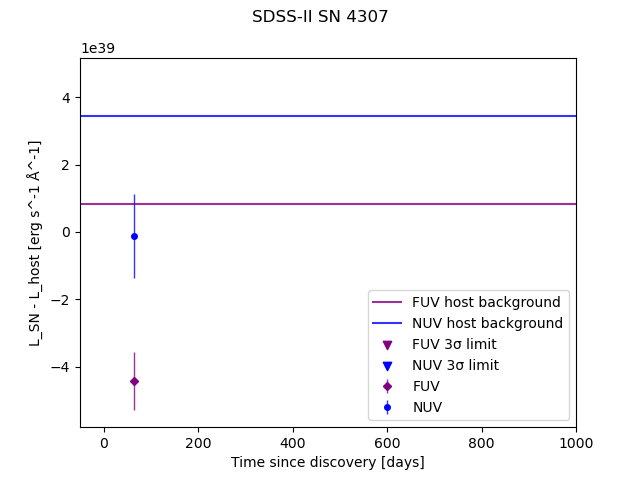 SDSS-II SN 4307
1e39
L_SN - L_host [erg s^-1 Å^-1]
4
2
0
−2
−4
FUV host background
NUV host background
FUV 3σ limit
NUV 3σ limit
FUV
NUV
0 200 400 600 800 1000
Time since discovery [days]